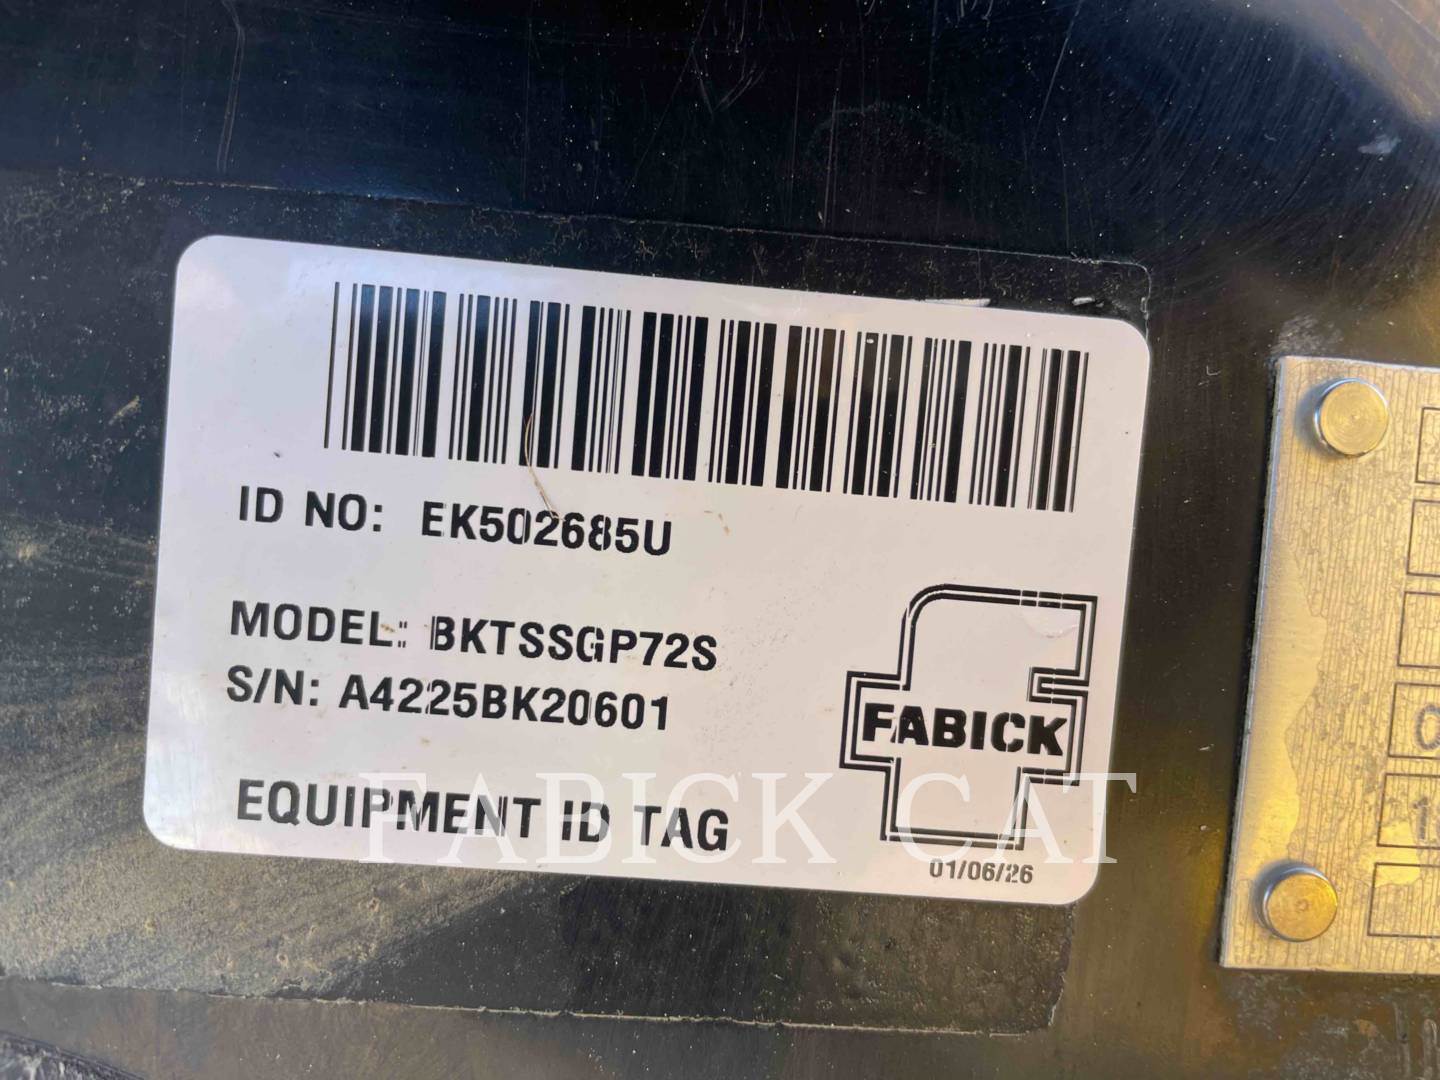 ID NO: EK502685U
MODEL: BKTSSGP72S
S/N: A4225BK20601
FABICK
EQUIPMENT ID TAG
FABICK CAT
01/06/26